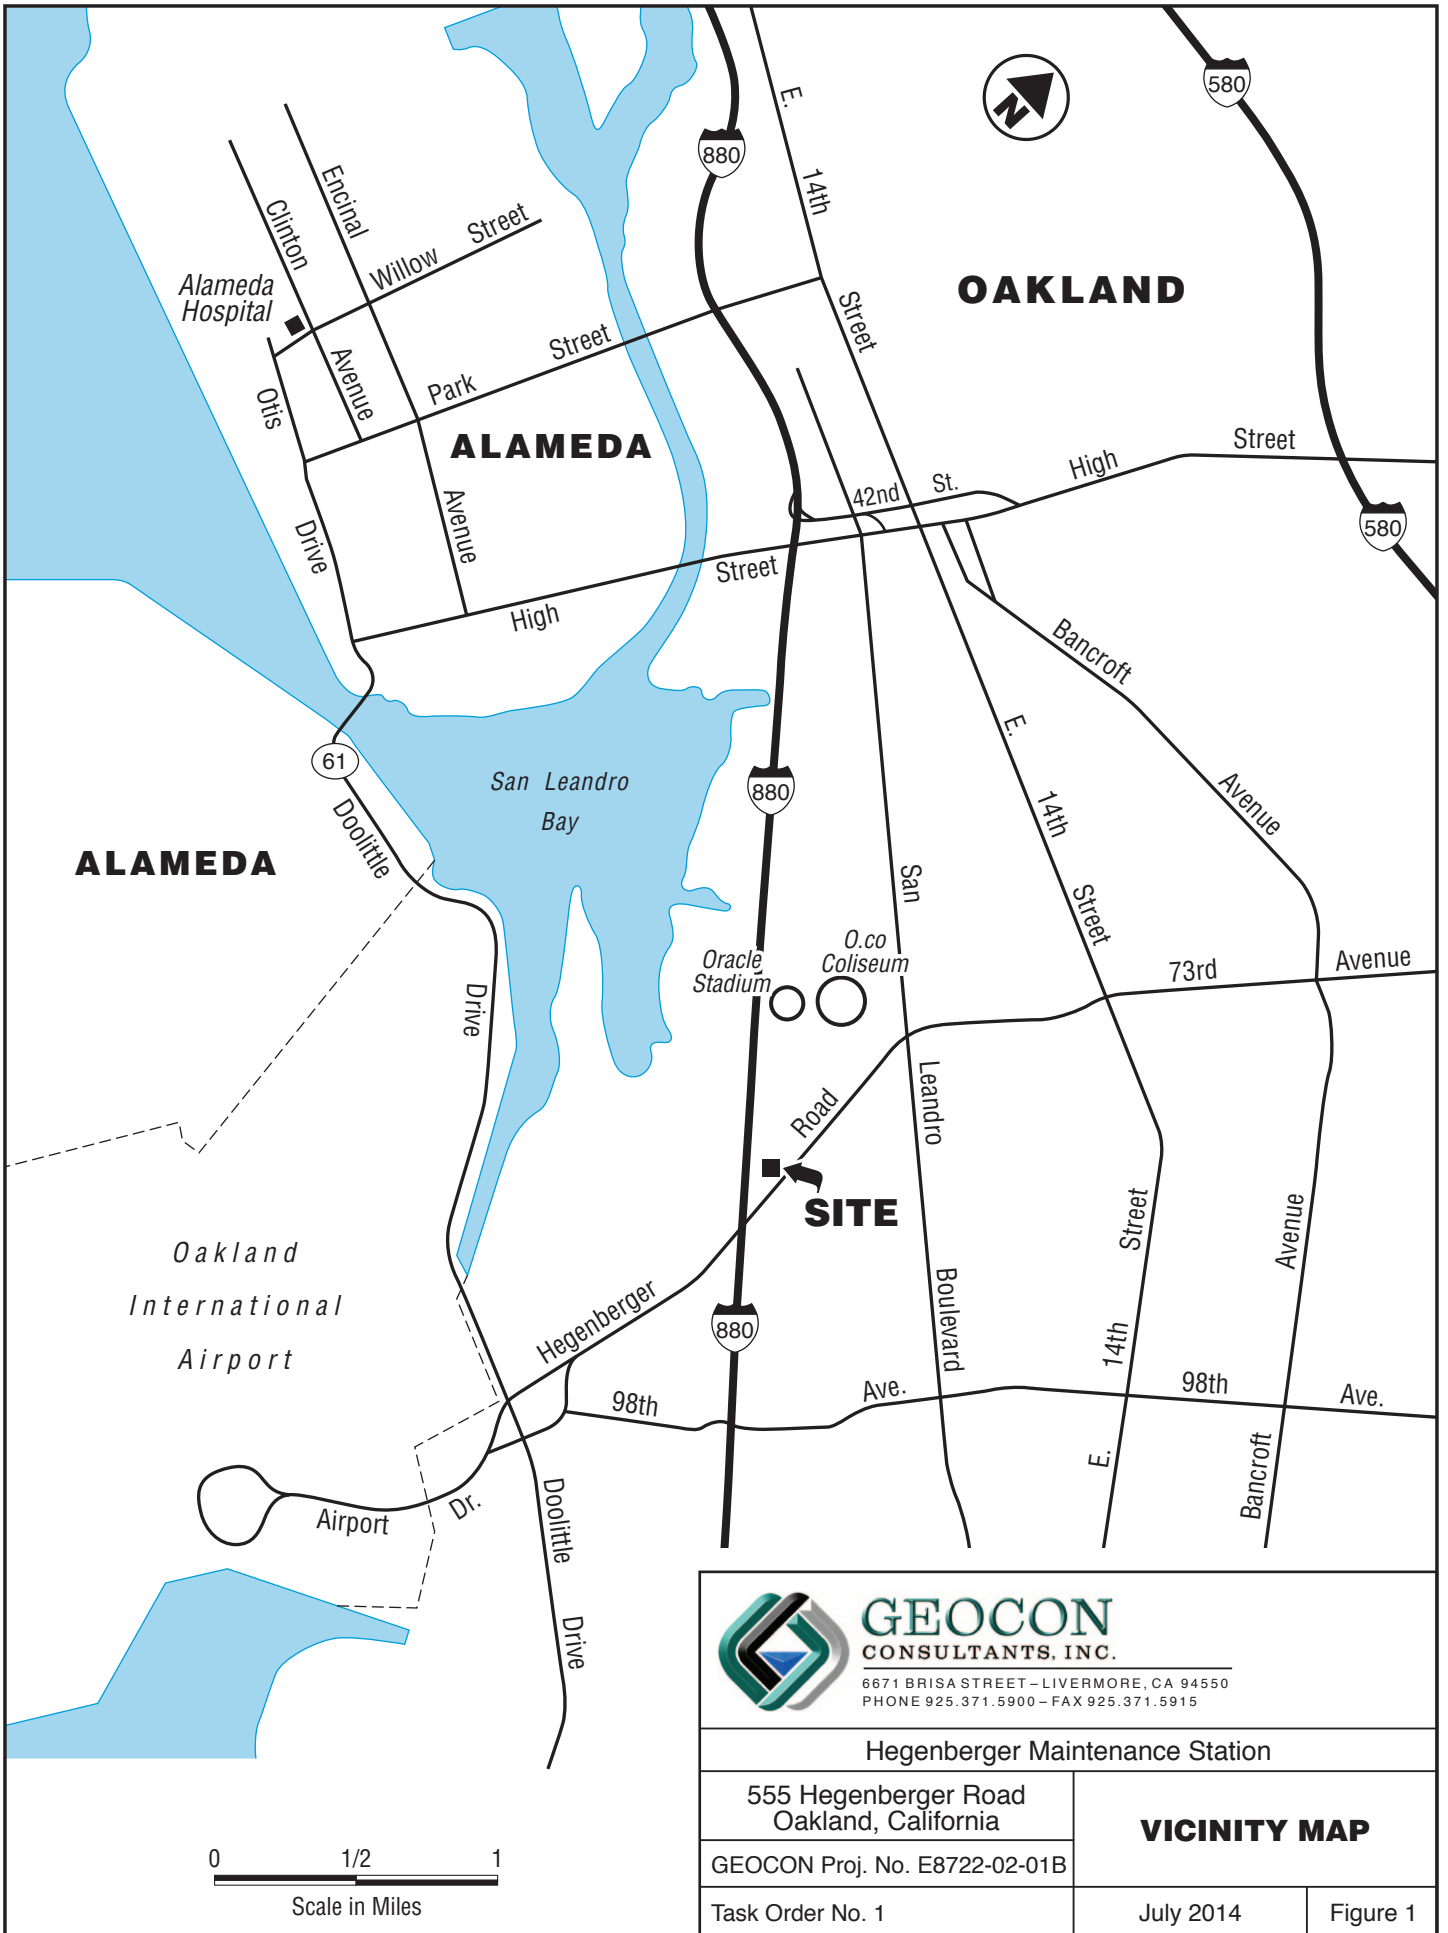 580
N
880
E.
14th
Street
OAKLAND
Clinton
Encinal
Willow
Street
Alameda
Hospital
Avenue
Park
Street
Otis
Drive
ALAMEDA
Avenue
High
Street
42nd
St.
High
Street
580
Bancroft
Avenue
E.
14th
Street
61
Doolittle
San Leandro
Bay
880
ALAMEDA
San
Oracle
Stadium
O.co
Coliseum
73rd
Avenue
Drive
Leandro
Road
SITE
Oakland
International
Airport
Hegenberger
880
Boulevard
Street
14th
E.
Avenue
Bancroft
98th
Ave.
98th
Ave.
Airport
Dr.
Doolittle
Drive
0 1/2 1
Scale in Miles
GEOCON
CONSULTANTS, INC.
6671 BRISA STREET – LIVERMORE, CA 94550
PHONE 925.371.5900 – FAX 925.371.5915
Hegenberger Maintenance Station
555 Hegenberger Road
Oakland, California
VICINITY MAP
GEOCON Proj. No. E8722-02-01B
Task Order No. 1
July 2014
Figure 1